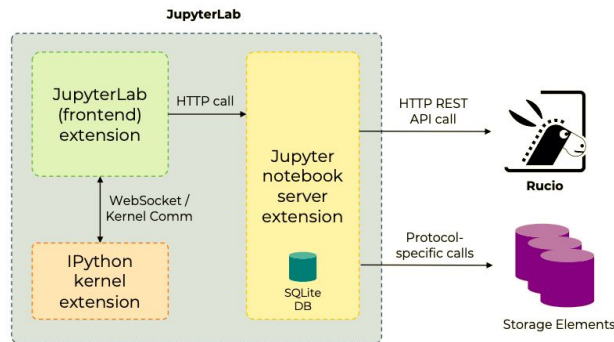 JupyterLab
JupyterLab
(frontend)
extension
HTTP call
WebSocket /
Kernel Comm
IPython
kernel
extension
Jupyter
notebook
server
extension
SQLite
DB
HTTP REST
API call
Rucio
Protocol-
specific calls
Storage Elements